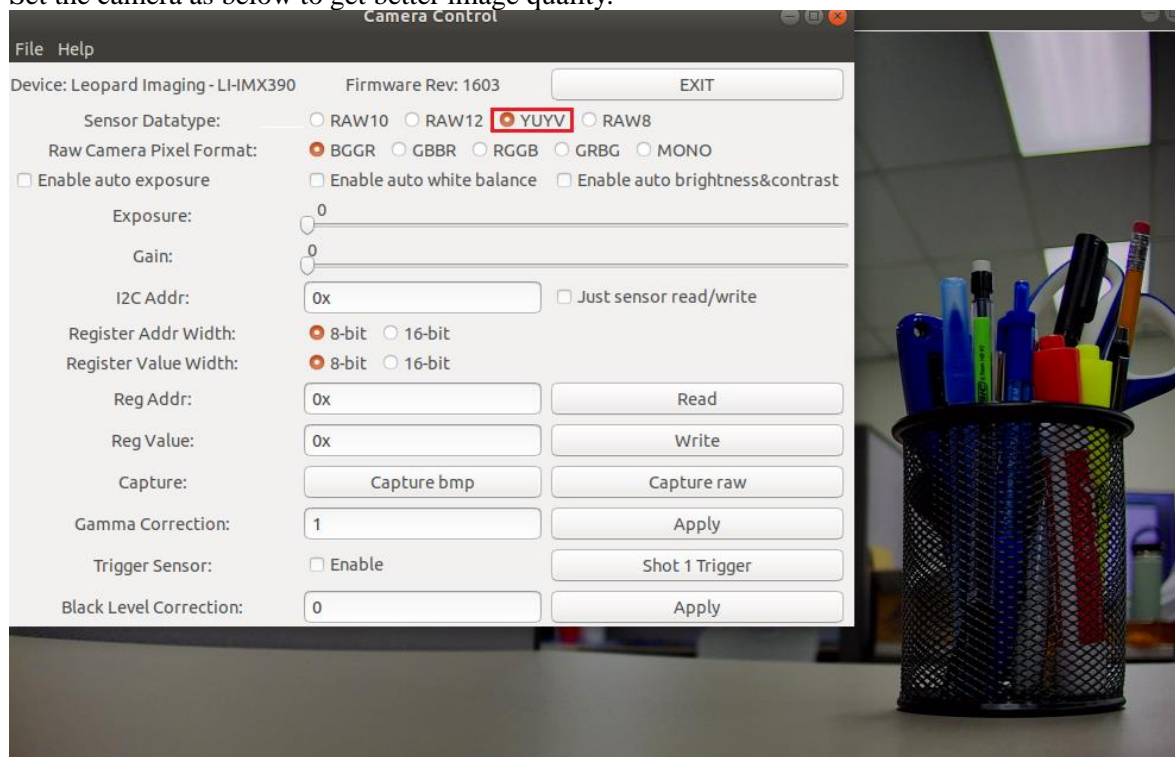 Set the camera as below to get better image quality.
Camera Control
File Help
Device: Leopard Imaging - LI-IMX390 Firmware Rev: 1603 EXIT
Sensor Datatype: RAW10 RAW12 YUYV RAW8
Raw Camera Pixel Format: BGGR GBBR RGGB GRBG MONO
Enable auto exposure Enable auto white balance Enable auto brightness&contrast
Exposure: 0
Gain: 0
I2C Addr: 0x Just sensor read/write
Register Addr Width: 8-bit 16-bit
Register Value Width: 8-bit 16-bit
Reg Addr: 0x Read
Reg Value: 0x Write
Capture: Capture bmp Capture raw
Gamma Correction: 1 Apply
Trigger Sensor: Enable Shot 1 Trigger
Black Level Correction: 0 Apply